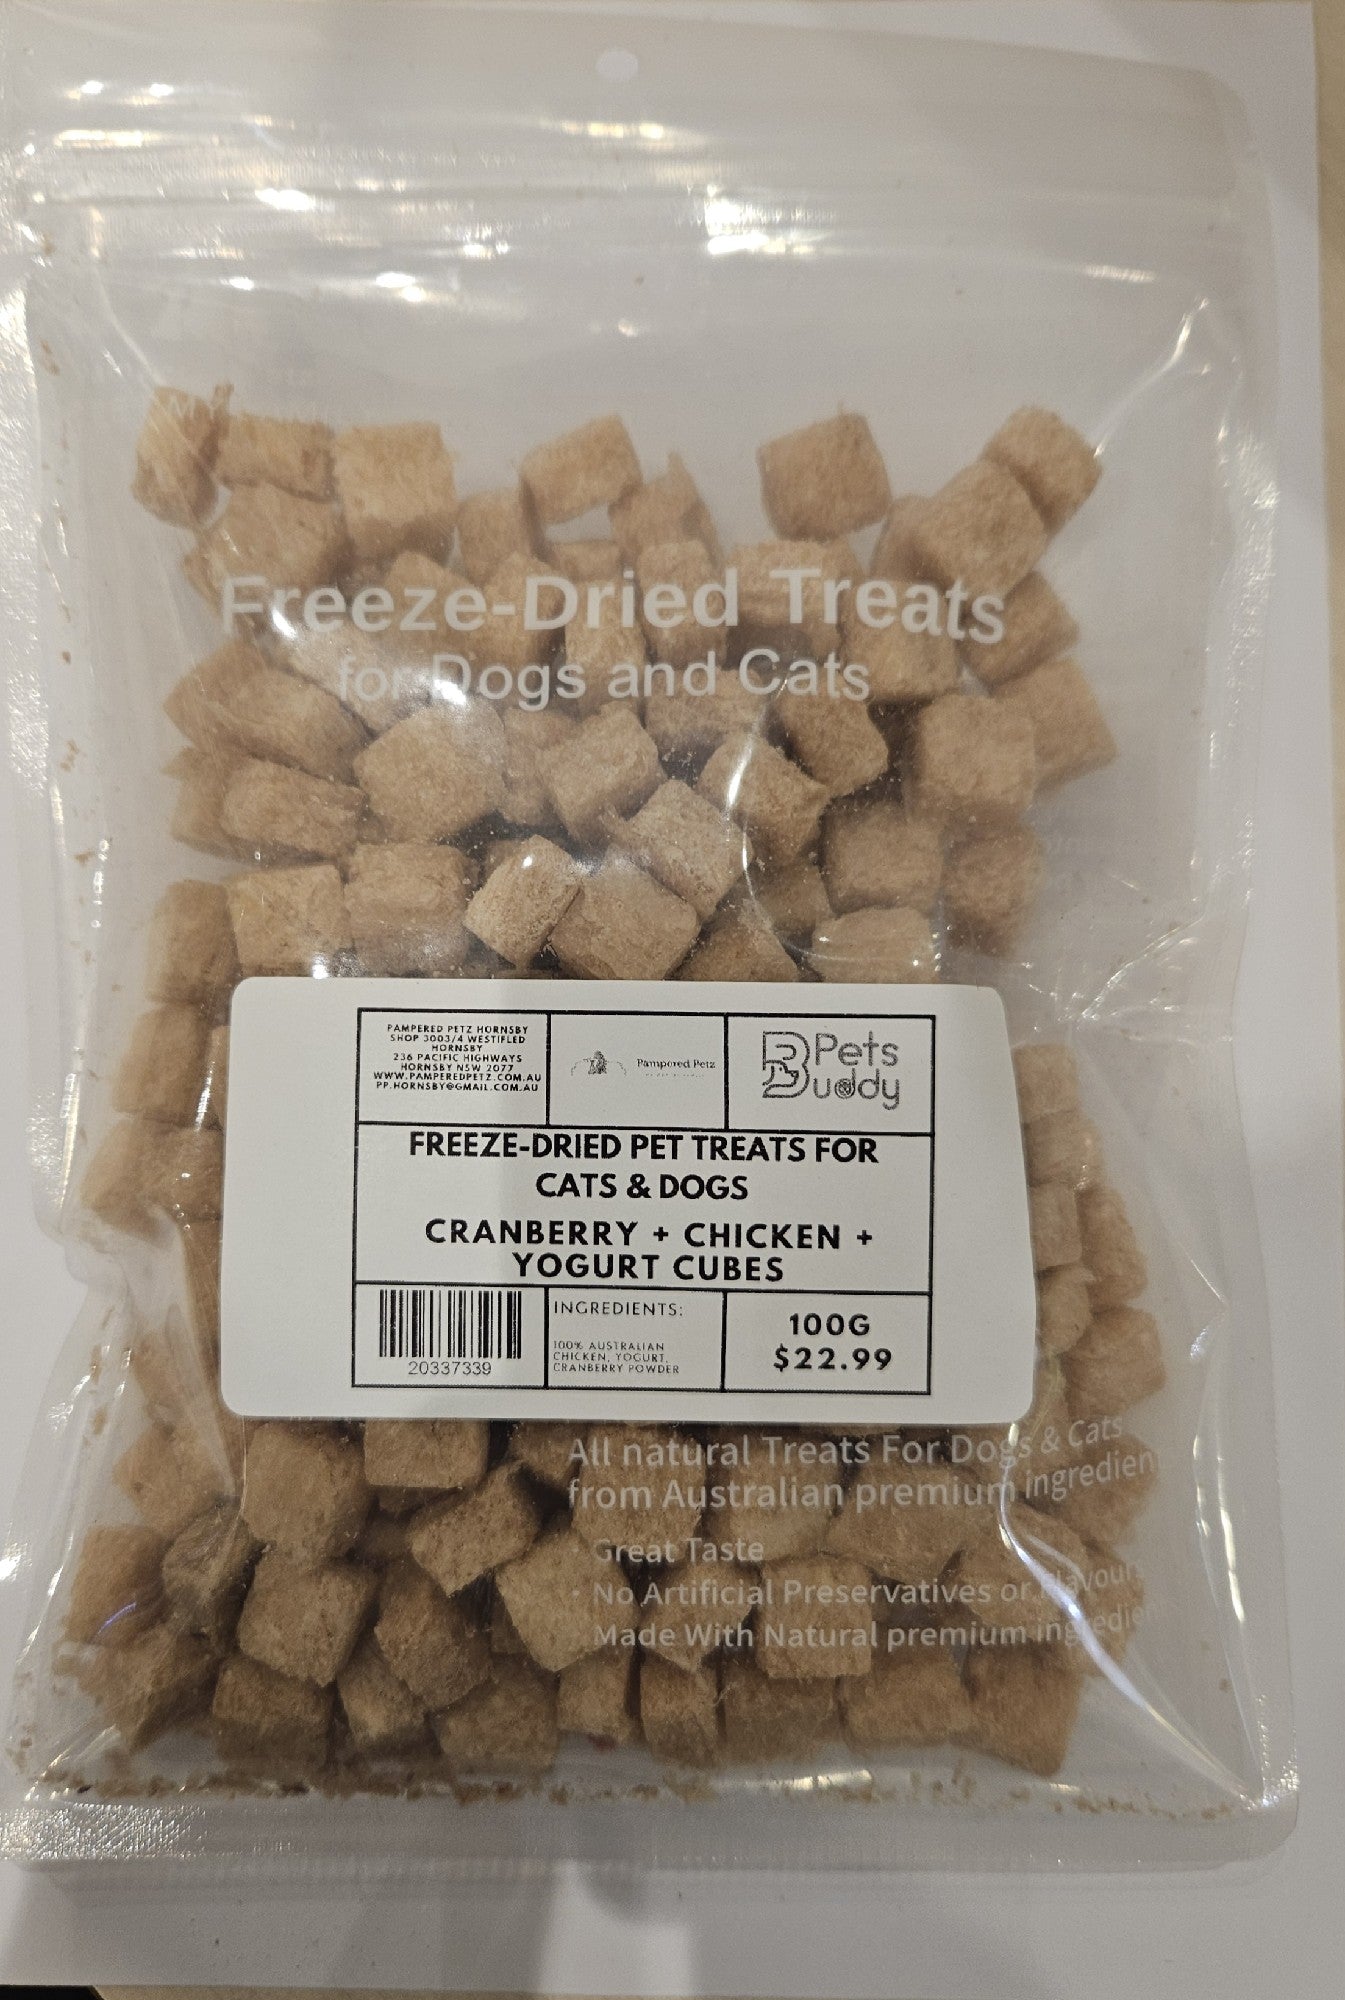 Freeze-Dried Treats
for Dogs and Cats
PAMPERED PETZ HORNSBY
SHOP 3003/4 WESTIFLED
HORNSBY
236 PACIFIC HIGHWAYS
HORNSBY NSW 2077
WWW.PAMPEREDPETZ.COM.AU
PP.HORNSBY@GMAIL.COM.AU
Pampered Petz
Pets
Buddy
FREEZE-DRIED PET TREATS FOR
CATS & DOGS
CRANBERRY + CHICKEN +
YOGURT CUBES
20337339
INGREDIENTS:
100% AUSTRALIAN
CHICKEN, YOGURT,
CRANBERRY POWDER
100G
$22.99
All natural Treats For Dogs & Cats
from Australian premium ingredien
Great Taste
· No Artificial Preservatives or Flavour
Made With Natural premium ingredien